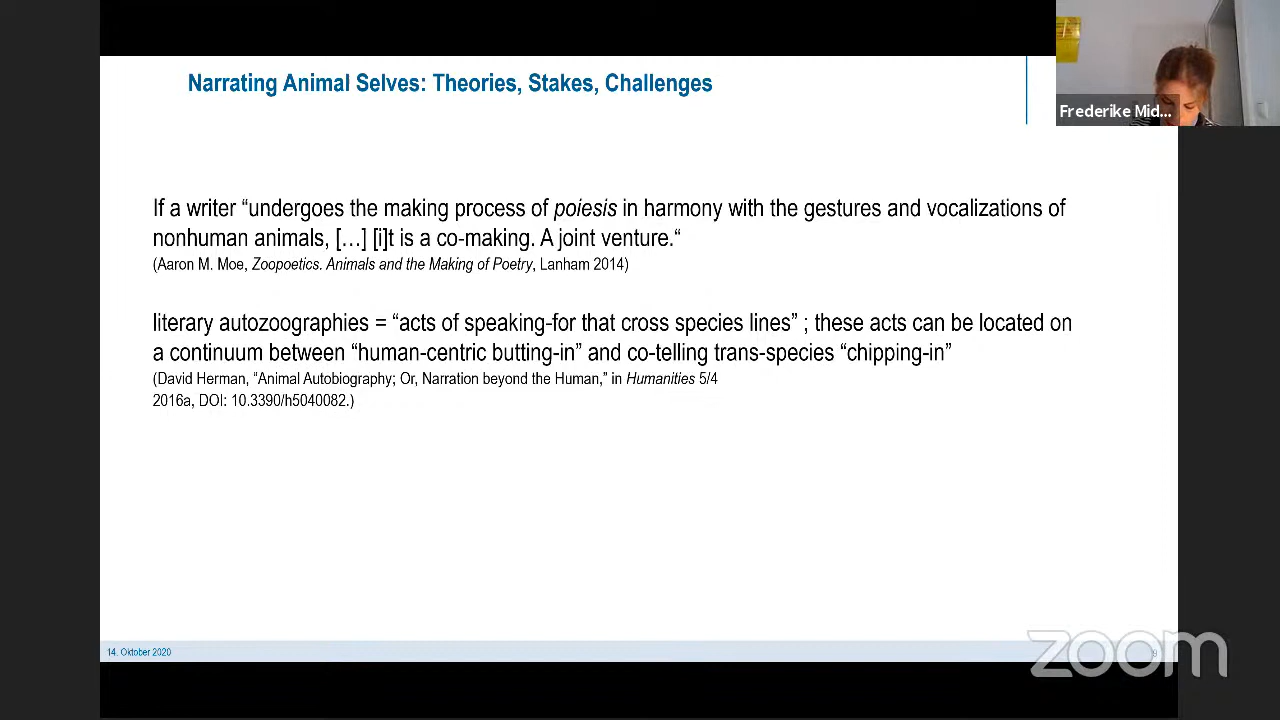 Narrating Animal Selves: Theories, Stakes, Challenges
Frederike Mid...
If a writer “undergoes the making process of poiesis in harmony with the gestures and vocalizations of
nonhuman animals, […] [i]t is a co-making. A joint venture.“
(Aaron M. Moe, Zoopoetics. Animals and the Making of Poetry, Lanham 2014)
literary autozoographies = “acts of speaking-for that cross species lines” ; these acts can be located on
a continuum between “human-centric butting-in” and co-telling trans-species “chipping-in”
(David Herman, “Animal Autobiography; Or, Narration beyond the Human,” in Humanities 5/4
2016a, DOI: 10.3390/h5040082.)
14. Oktober 2020
9
zoom